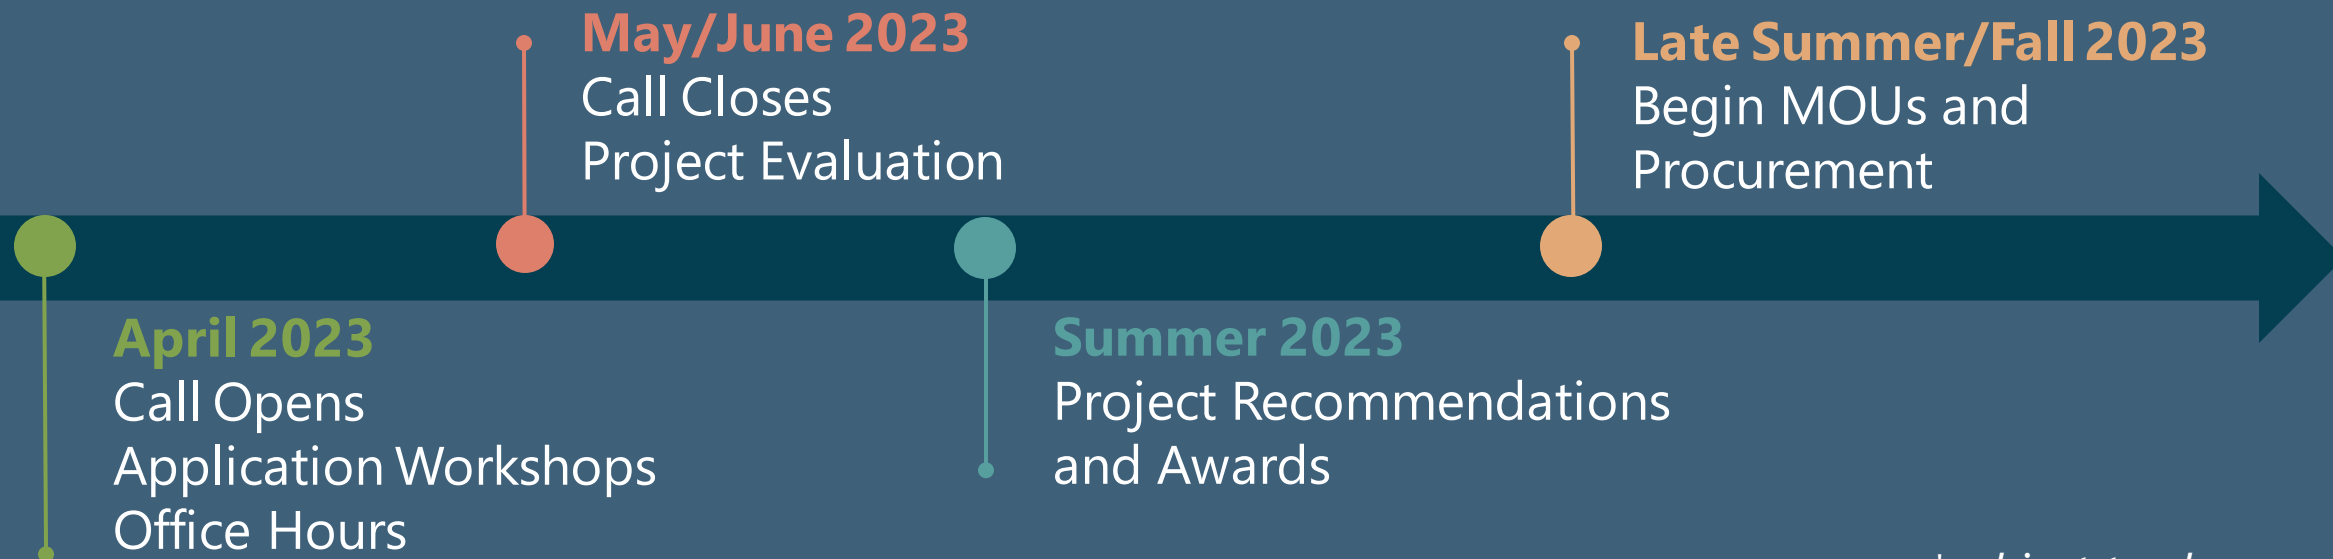 May/June 2023
Call Closes
Project Evaluation
Late Summer/Fall 2023
Begin MOUs and
Procurement
April 2023
Call Opens
Application Workshops
Office Hours
Summer 2023
Project Recommendations
and Awards